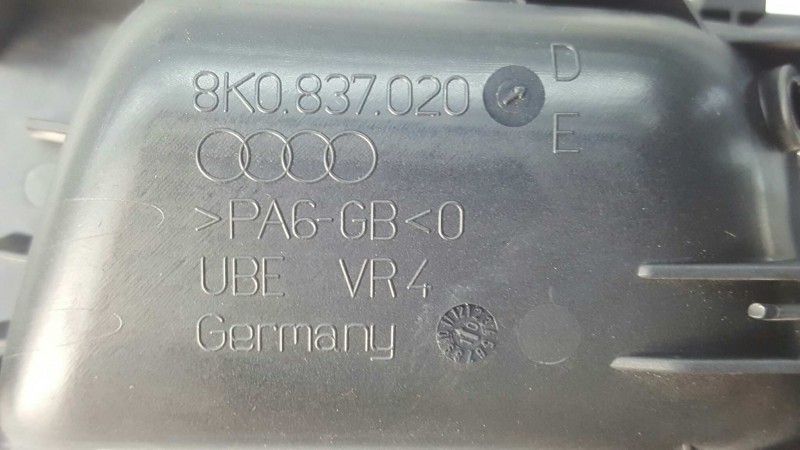 8K0.837.020 D
E
>PA6-GB<0
UBE VR4
Germany